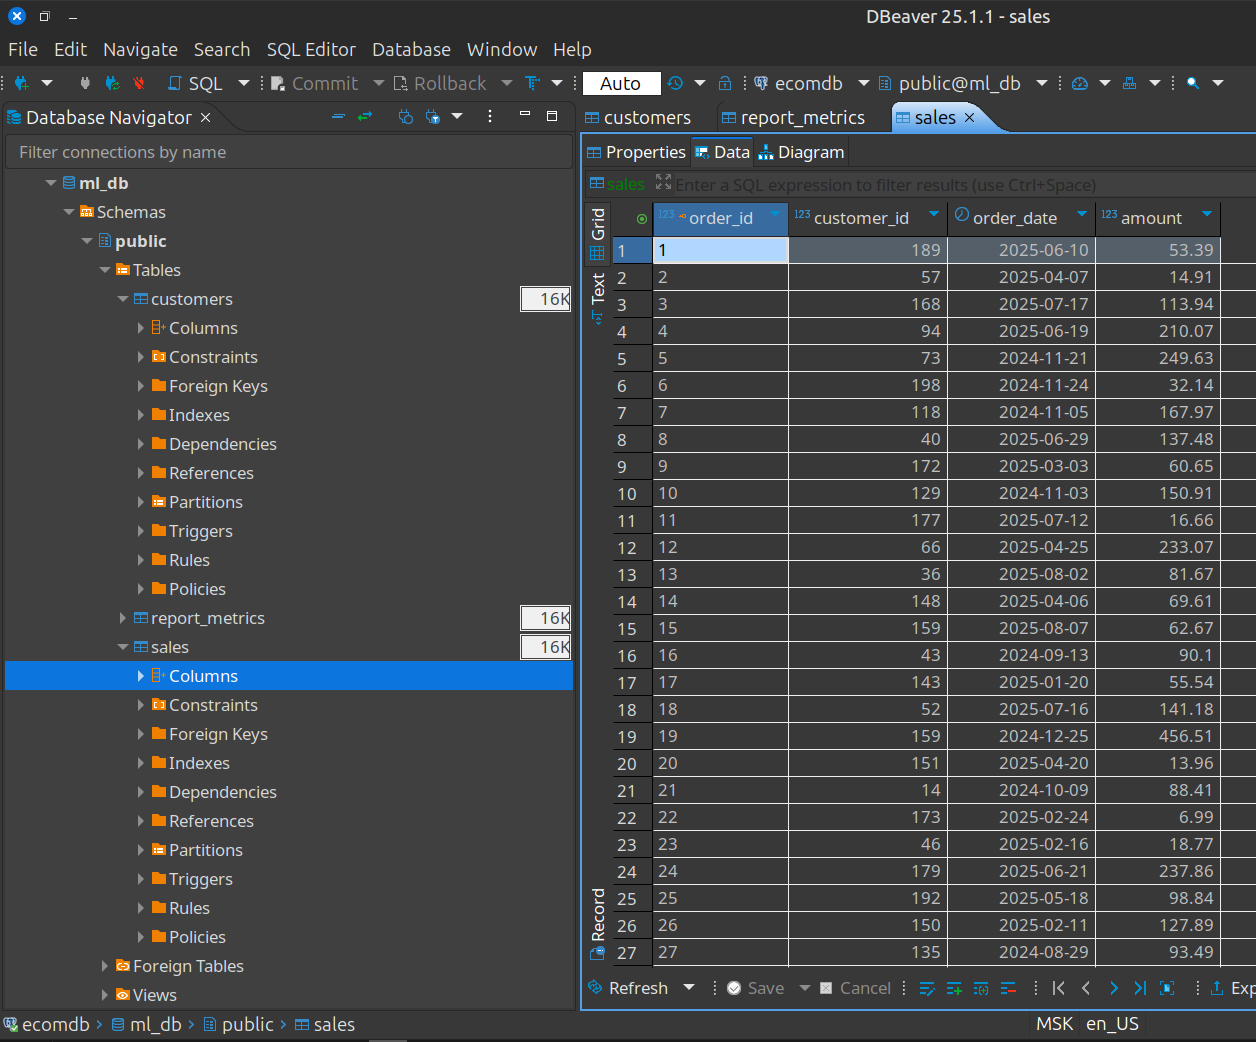 DBeaver 25.1.1 - sales
File Edit Navigate Search SQL Editor Database Window Help
SQL Commit Rollback Auto ecomdb public@ml_db
Database Navigator
customers report_metrics sales
Properties Data Diagram
Filter connections by name
sales Enter a SQL expression to filter results (use Ctrl+Space)
ml_db
Schemas
public
Tables
customers 16K
Columns
Constraints
Foreign Keys
Indexes
Dependencies
References
Partitions
Triggers
Rules
Policies
report_metrics 16K
sales 16K
Columns
Constraints
Foreign Keys
Indexes
Dependencies
References
Partitions
Triggers
Rules
Policies
Foreign Tables
Views
Grid
Text
Record
123 order_id 123 customer_id order_date 123 amount
1 1 189 2025-06-10 53.39
2 2 57 2025-04-07 14.91
3 3 168 2025-07-17 113.94
4 4 94 2025-06-19 210.07
5 5 73 2024-11-21 249.63
6 6 198 2024-11-24 32.14
7 7 118 2024-11-05 167.97
8 8 40 2025-06-29 137.48
9 9 172 2025-03-03 60.65
10 10 129 2024-11-03 150.91
11 11 177 2025-07-12 16.66
12 12 66 2025-04-25 233.07
13 13 36 2025-08-02 81.67
14 14 148 2025-04-06 69.61
15 15 159 2025-08-07 62.67
16 16 43 2024-09-13 90.1
17 17 143 2025-01-20 55.54
18 18 52 2025-07-16 141.18
19 19 159 2024-12-25 456.51
20 20 151 2025-04-20 13.96
21 21 14 2024-10-09 88.41
22 22 173 2025-02-24 6.99
23 23 46 2025-02-16 18.77
24 24 179 2025-06-21 237.86
25 25 192 2025-05-18 98.84
26 26 150 2025-02-11 127.89
27 27 135 2024-08-29 93.49
Refresh Save Cancel Exp
ecomdb ml_db public sales
MSK en_US